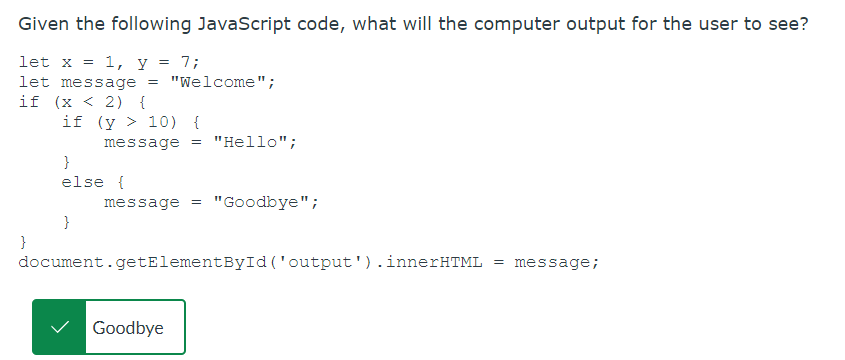 Given the following JavaScript code, what will the computer output for the user to see?
let x = 1, y = 7;
let message = "Welcome";
if (x < 2) {
    if (y > 10) {
        message = "Hello";
    }
    else {
        message = "Goodbye";
    }
}
document.getElementById('output').innerHTML = message;
Goodbye